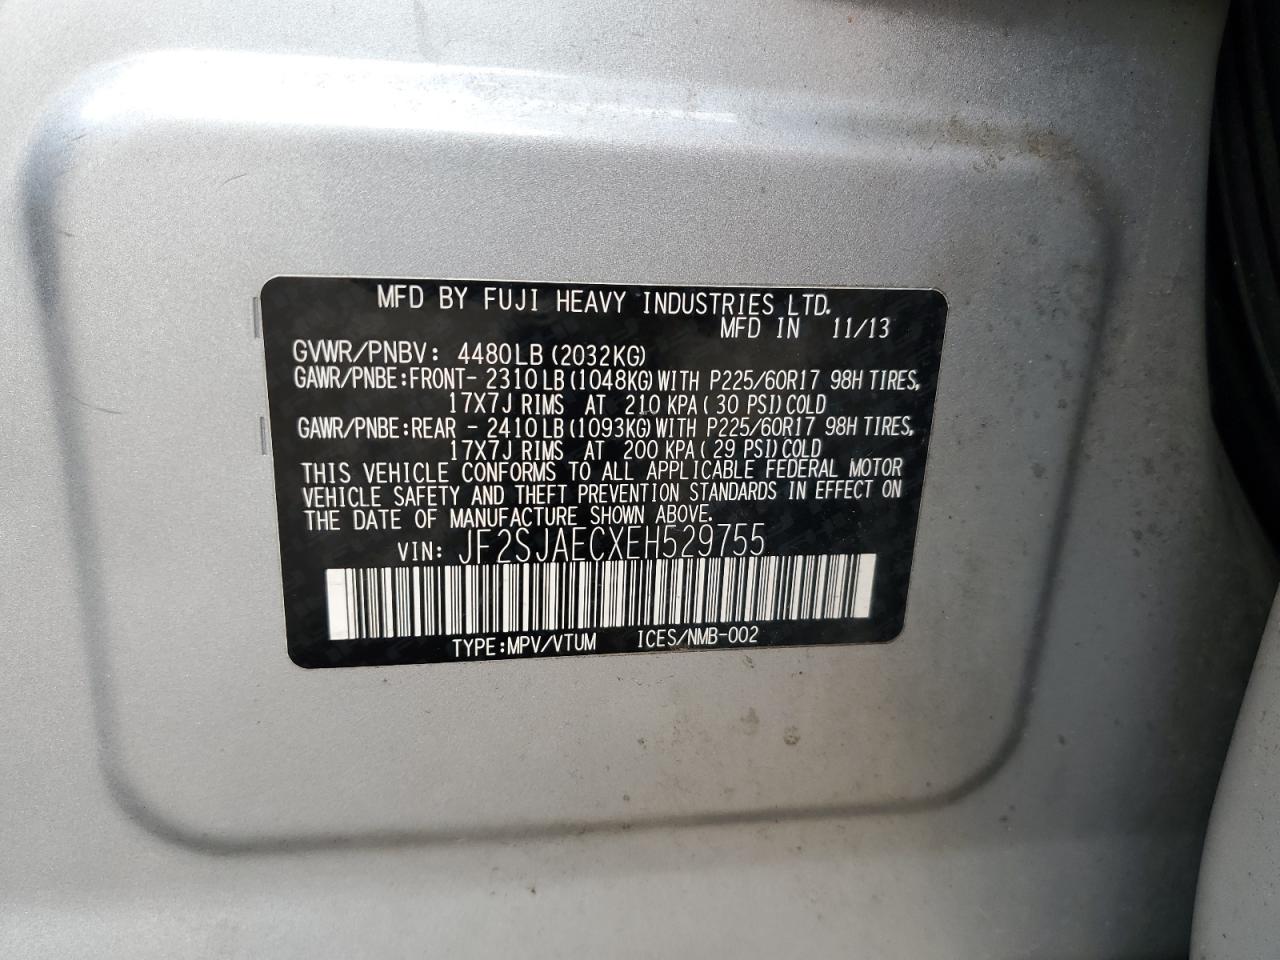 MFD BY FUJI HEAVY INDUSTRIES LTD.
MFD IN 11/13
GVWR/PNBV: 4480LB (2032KG)
GAWR/PNBE:FRONT- 2310LB(1048KG)WITH P225/60R17 98H TIRES,
17X7J RIMS AT 210 KPA( 30 PSI)COLD
GAWR/PNBE:REAR - 2410LB(1093KG)WITH P225/60R17 98H TIRES,
17X7J RIMS AT 200 KPA( 29 PSI)COLD
THIS VEHICLE CONFORMS TO ALL APPLICABLE FEDERAL MOTOR
VEHICLE SAFETY AND THEFT PREVENTION STANDARDS IN EFFECT ON
THE DATE OF MANUFACTURE SHOWN ABOVE.
VIN: JF2SJAECXEH529755
TYPE:MPV/VTUM ICES/NMB-002